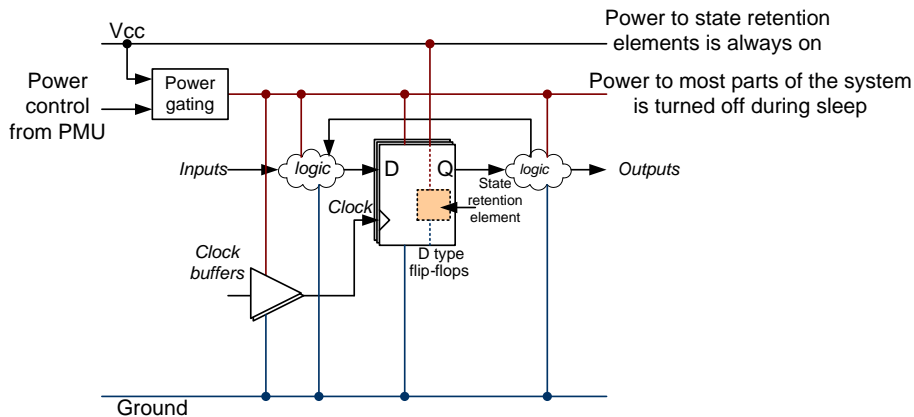 Vcc
Power to state retention
elements is always on
Power
control
from PMU
Power
gating
Power to most parts of the system
is turned off during sleep
Inputs
logic
D
Q
logic
Outputs
Clock
State
retention
element
Clock
buffers
D type
flip-flops
Ground